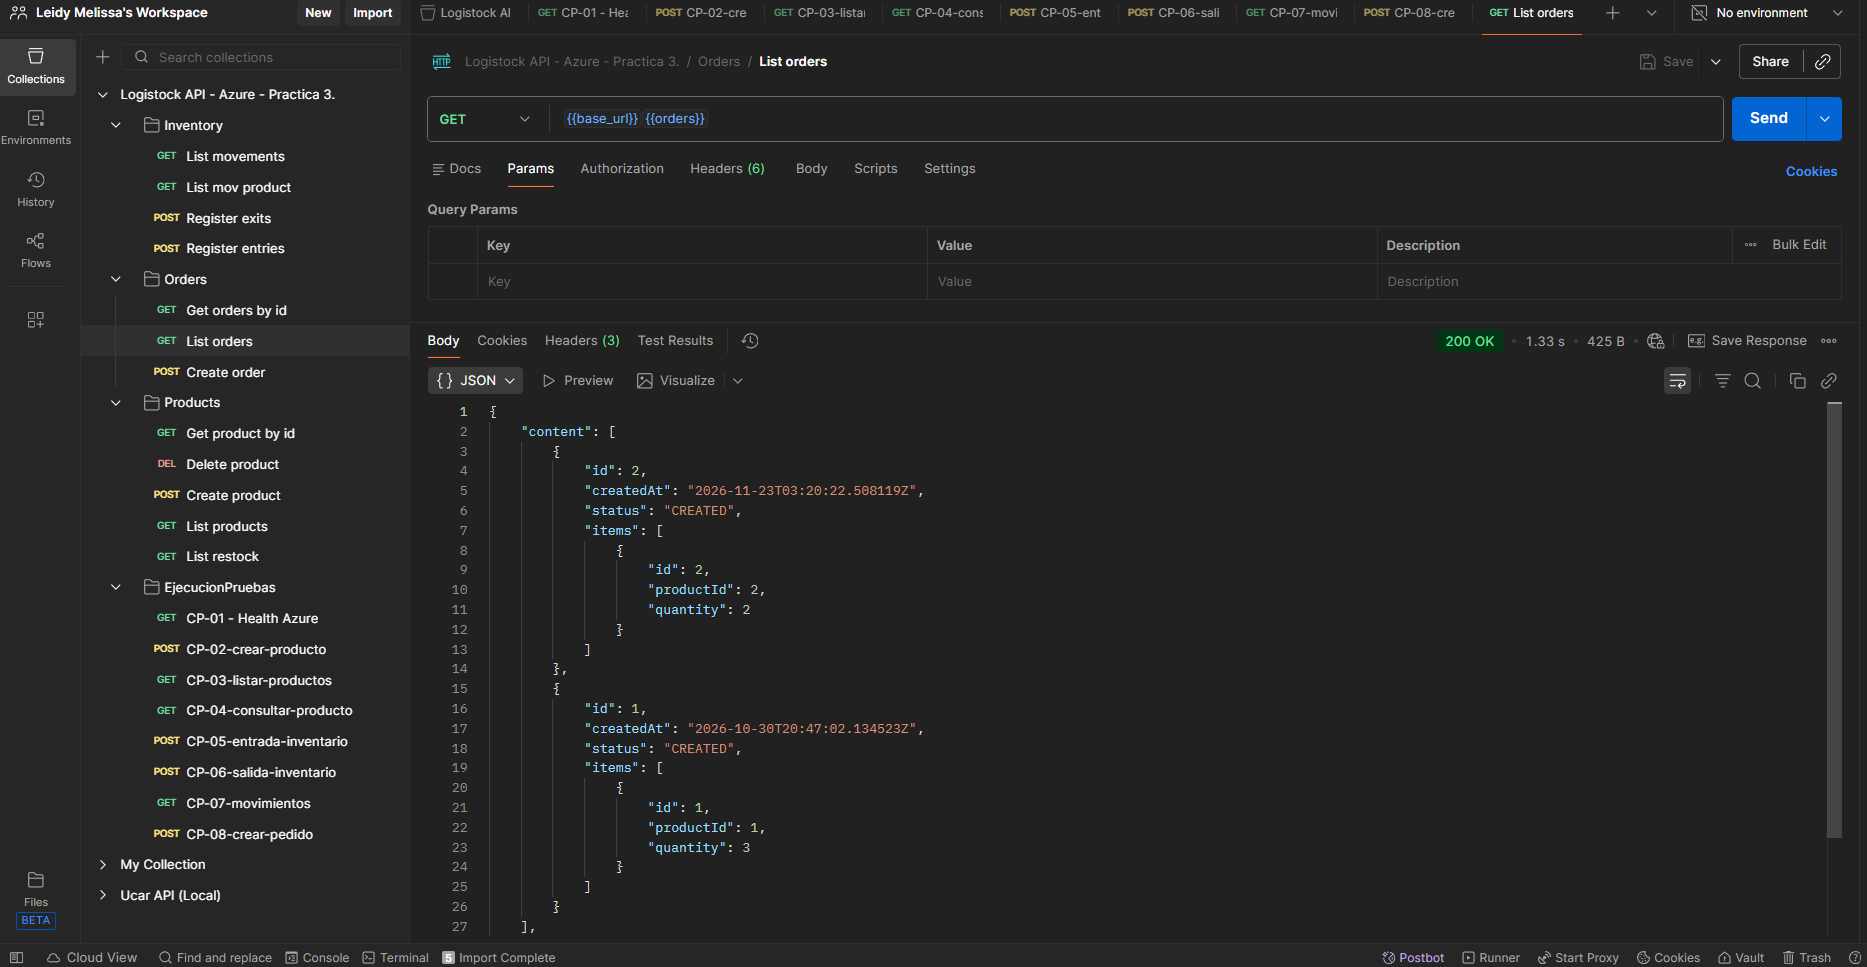 Leidy Melissa's Workspace
New
Import
Logistock AI
GET CP-01 - Hea
POST CP-02-cre
GET CP-03-lista
GET CP-04-cons
POST CP-05-ent
POST CP-06-sali
GET CP-07-movi
POST CP-08-cre
GET List orders
No environment
Collections
Environments
History
Flows
Files
BETA
Search collections
Logistock API - Azure - Practica 3.
Inventory
GET List movements
GET List mov product
POST Register exits
POST Register entries
Orders
GET Get orders by id
GET List orders
POST Create order
Products
GET Get product by id
DEL Delete product
POST Create product
GET List products
GET List restock
EjecucionPruebas
GET CP-01 - Health Azure
POST CP-02-crear-producto
GET CP-03-listar-productos
GET CP-04-consultar-producto
POST CP-05-entrada-inventario
POST CP-06-salida-inventario
GET CP-07-movimientos
POST CP-08-crear-pedido
My Collection
Ucar API (Local)
HTTP Logistock API - Azure - Practica 3. / Orders / List orders
Save
Share
GET {{base_url}} {{orders}}
Send
Docs Params Authorization Headers (6) Body Scripts Settings
Cookies
Query Params
Key Value Description Bulk Edit
Key Value Description
Body Cookies Headers (3) Test Results
200 OK 1.33 s 425 B e.g. Save Response
{} JSON Preview Visualize
1 {
2 "content": [
3 {
4 "id": 2,
5 "createdAt": "2026-11-23T03:20:22.508119Z",
6 "status": "CREATED",
7 "items": [
8 {
9 "id": 2,
10 "productId": 2,
11 "quantity": 2
12 }
13 ]
14 },
15 {
16 "id": 1,
17 "createdAt": "2026-10-30T20:47:02.134523Z",
18 "status": "CREATED",
19 "items": [
20 {
21 "id": 1,
22 "productId": 1,
23 "quantity": 3
24 }
25 ]
26 }
27 ],
Cloud View Find and replace Console Terminal 5 Import Complete
Postbot Runner Start Proxy Cookies Vault Trash